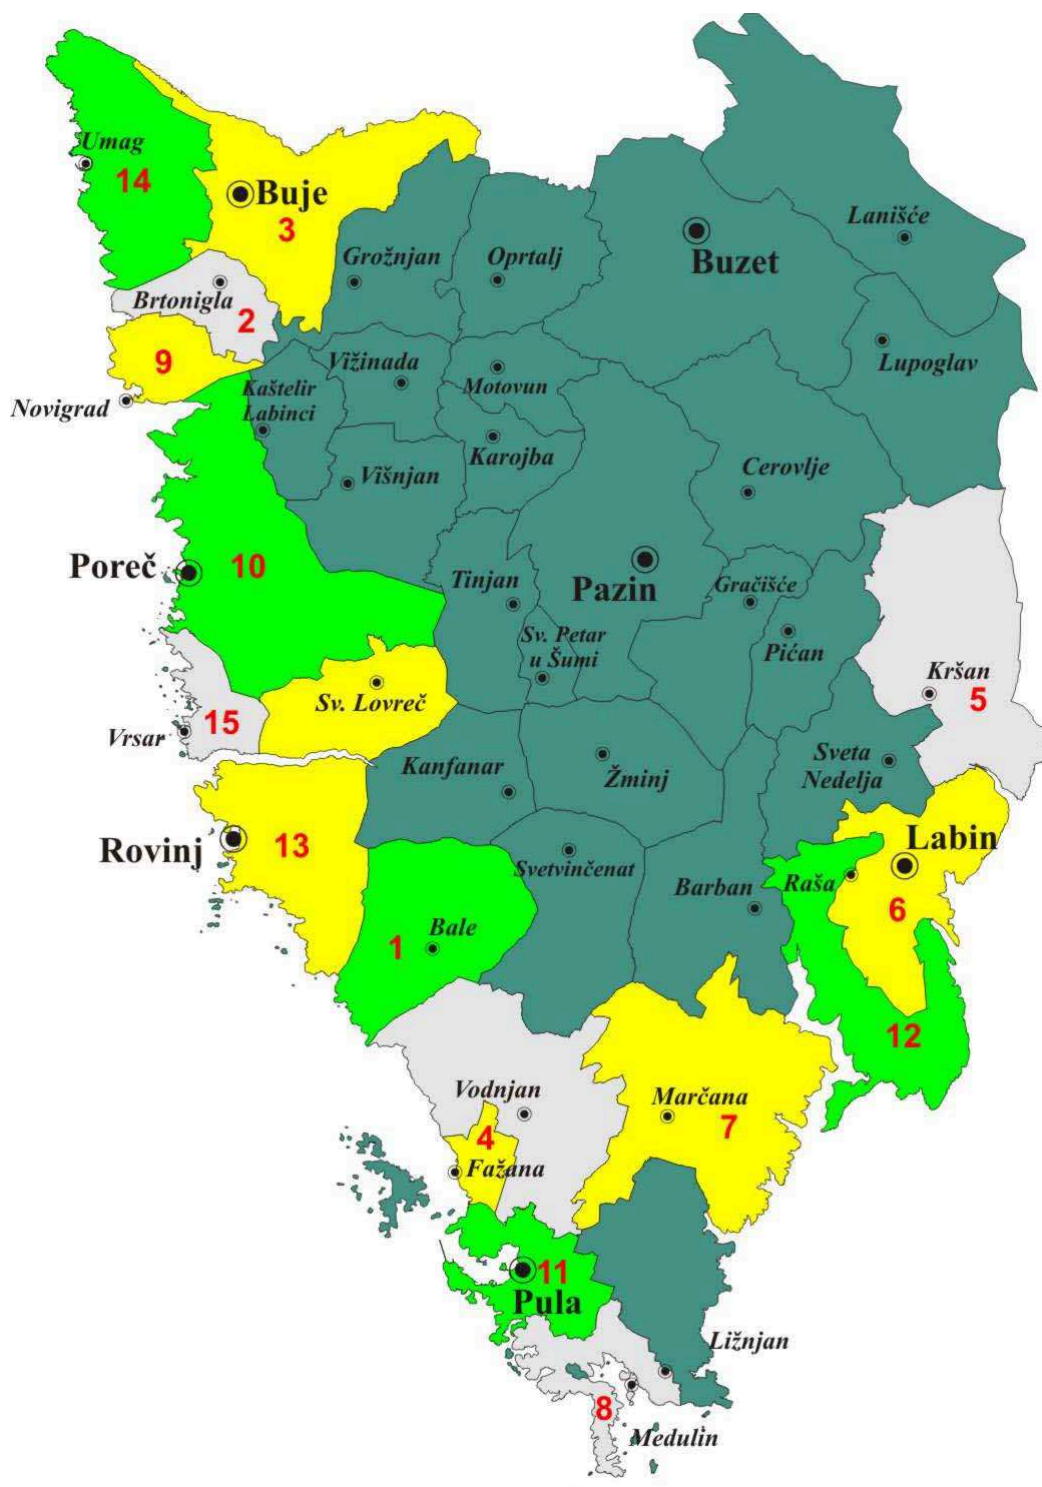 Umag
14
Buje
3
Lanišće
Buzet
Grožnjan
Oprtalj
Brtonigla
2
9
Vižinada
Lupoglav
Kaštelir
Labinci
Motovun
Novigrad
Karojba
Višnjan
Cerovlje
Poreč
10
Tinjan
Pazin
Gračišće
Sv. Petar
u Šumi
Pićan
Kršan
5
Sv. Lovreč
15
Vrsar
Kanfanar
Žminj
Sveta
Nedelja
Rovinj
13
Labin
Svetvinčenat
Barban
Raša
6
1
Bale
12
Vodnjan
Marčana
7
4
Fažana
11
Pula
Ližnjan
8
Medulin